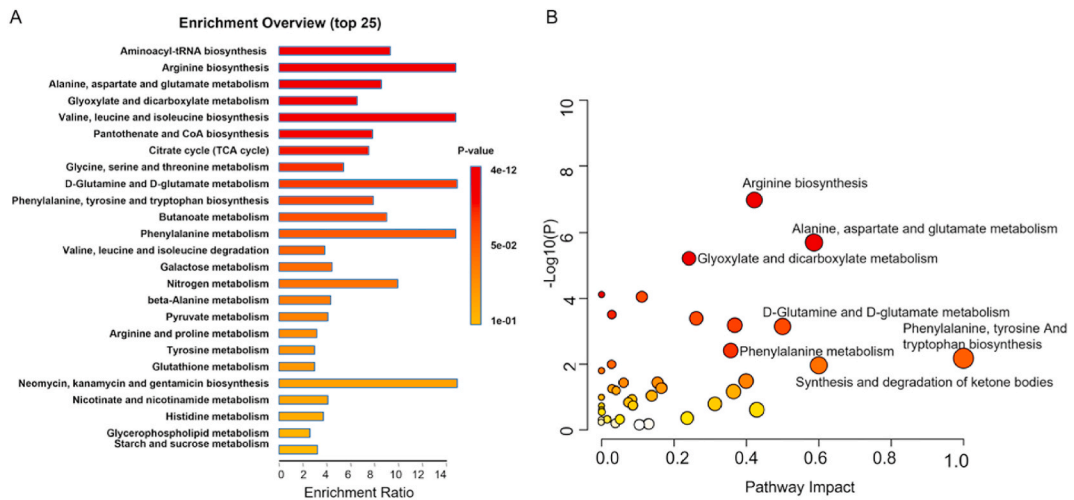 A
Enrichment Overview (top 25)
Aminoacyl-tRNA biosynthesis
Arginine biosynthesis
Alanine, aspartate and glutamate metabolism
Glyoxylate and dicarboxylate metabolism
Valine, leucine and isoleucine biosynthesis
Pantothenate and CoA biosynthesis
Citrate cycle (TCA cycle)
Glycine, serine and threonine metabolism
D-Glutamine and D-glutamate metabolism
Phenylalanine, tyrosine and tryptophan biosynthesis
Butanoate metabolism
Phenylalanine metabolism
Valine, leucine and isoleucine degradation
Galactose metabolism
Nitrogen metabolism
beta-Alanine metabolism
Pyruvate metabolism
Arginine and proline metabolism
Tyrosine metabolism
Glutathione metabolism
Neomycin, kanamycin and gentamicin biosynthesis
Nicotinate and nicotinamide metabolism
Histidine metabolism
Glycerophospholipid metabolism
Starch and sucrose metabolism
0 2 4 6 8 10 12 14
Enrichment Ratio
P-value
4e-12
5e-02
1e-01
B
10
8
6
4
2
0
-Log10(P)
Arginine biosynthesis
Alanine, aspartate and glutamate metabolism
Glyoxylate and dicarboxylate metabolism
D-Glutamine and D-glutamate metabolism
Phenylalanine, tyrosine And
tryptophan biosynthesis
Phenylalanine metabolism
Synthesis and degradation of ketone bodies
0.0 0.2 0.4 0.6 0.8 1.0
Pathway Impact